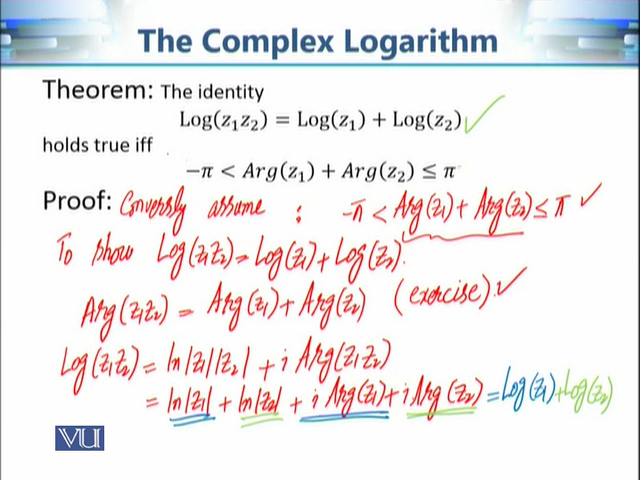 The Complex Logarithm
Theorem: The identity
Log(z₁z₂) = Log(z₁) + Log(z₂) ✓
holds true iff
−π < Arg(z₁) + Arg(z₂) ≤ π
Proof: Conversly assume : -π < Arg(z₁) + Arg(z₂) ≤ π ✓
To show Log(z₁z₂) = Log(z₁) + Log(z₂).
Arg(z₁z₂) = Arg(z₁) + Arg(z₂) (exercise). ✓
Log(z₁z₂) = ln|z₁||z₂| + i Arg(z₁z₂)
= ln|z₁| + ln|z₂| + i Arg(z₁) + i Arg(z₂) = Log(z₁) + Log(z₂)
VU